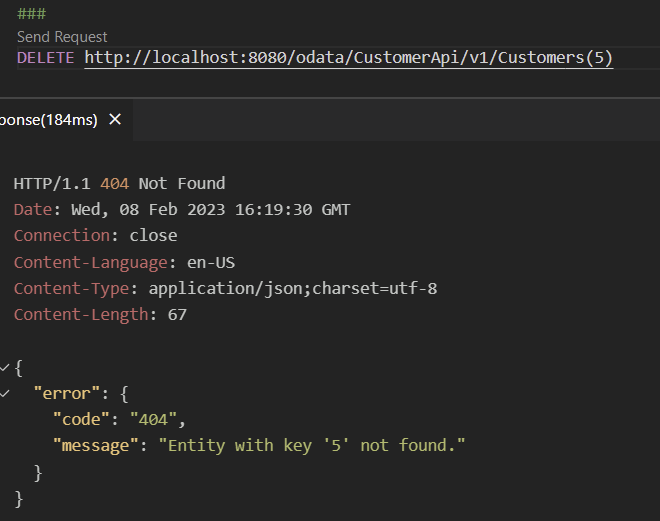 ###
Send Request
DELETE http://localhost:8080/odata/CustomerApi/v1/Customers(5)
ponse(184ms) ×
HTTP/1.1 404 Not Found
Date: Wed, 08 Feb 2023 16:19:30 GMT
Connection: close
Content-Language: en-US
Content-Type: application/json;charset=utf-8
Content-Length: 67
{
"error": {
"code": "404",
"message": "Entity with key '5' not found."
}
}